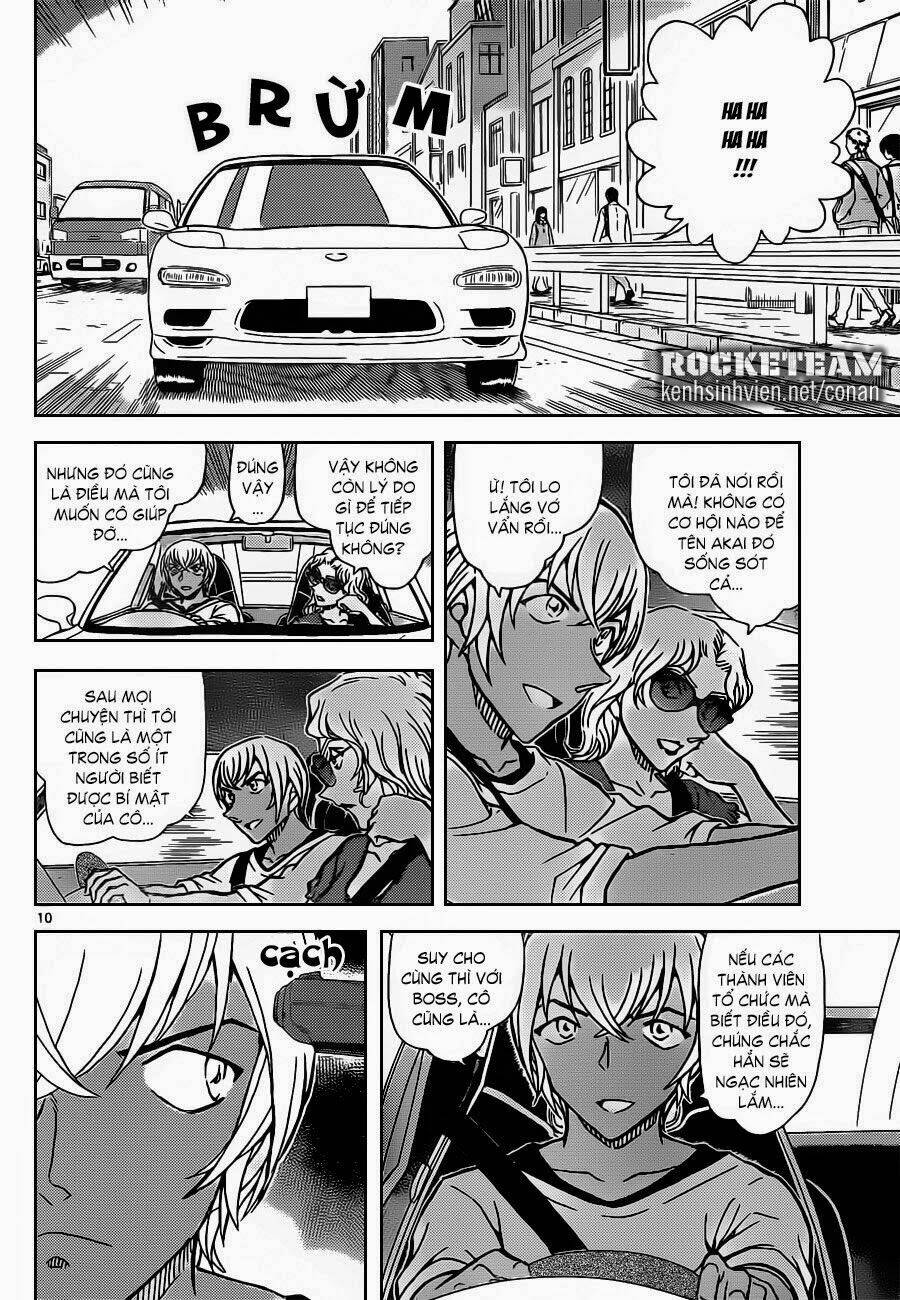 BRỪM
HA HA
HA HA
!!!
ROCKETEAM
kenhsinhvien.net/conan
TÔI ĐÃ NÓI RỒI
MÀ! KHÔNG CÓ
CƠ HỘI NÀO ĐỂ
TÊN AKAI ĐÓ
SỐNG SÓT
CẢ...
Ừ! TÔI LO
LẮNG VỚ
VẨN RỒI...
VẬY KHÔNG
CÒN LÝ DO
GÌ ĐỂ TIẾP
TỤC ĐÚNG
KHÔNG?
ĐÚNG
VẬY
...
NHƯNG ĐÓ CŨNG
LÀ ĐIỀU MÀ TÔI
MUỐN CÔ GIÚP
ĐỠ...
SAU MỌI
CHUYỆN THÌ TÔI
CŨNG LÀ MỘT
TRONG SỐ ÍT
NGƯỜI BIẾT
ĐƯỢC BÍ MẬT
CỦA CÔ...
10
NẾU CÁC
THÀNH VIÊN
TỔ CHỨC MÀ
BIẾT ĐIỀU ĐÓ,
CHÚNG CHẮC
HẲN SẼ
NGẠC NHIÊN
LẮM...
SUY CHO
CÙNG THÌ VỚI
BOSS, CÔ
CŨNG LÀ...
cạch